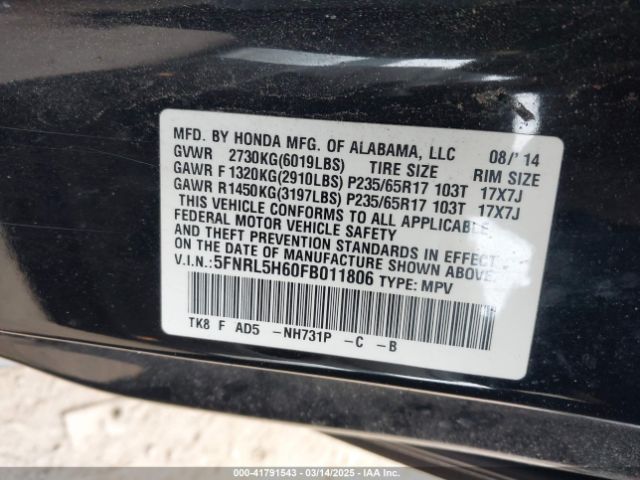 MFD. BY HONDA MFG. OF ALABAMA, LLC 08/'14
GVWR 2730KG(6019LBS) TIRE SIZE RIM SIZE
GAWR F 1320KG(2910LBS) P235/65R17 103T 17X7J
GAWR R1450KG(3197LBS) P235/65R17 103T 17X7J
THIS VEHICLE CONFORMS TO ALL APPLICABLE
FEDERAL MOTOR VEHICLE SAFETY
AND THEFT PREVENTION STANDARDS IN EFFECT
ON THE DATE OF MANUFACTURE SHOWN ABOVE.
V.I.N.:5FNRL5H60FB011806 TYPE: MPV
TK8 F AD5 -NH731P -C -B
000-41791543 - 03/14/2025 - IAA Inc.